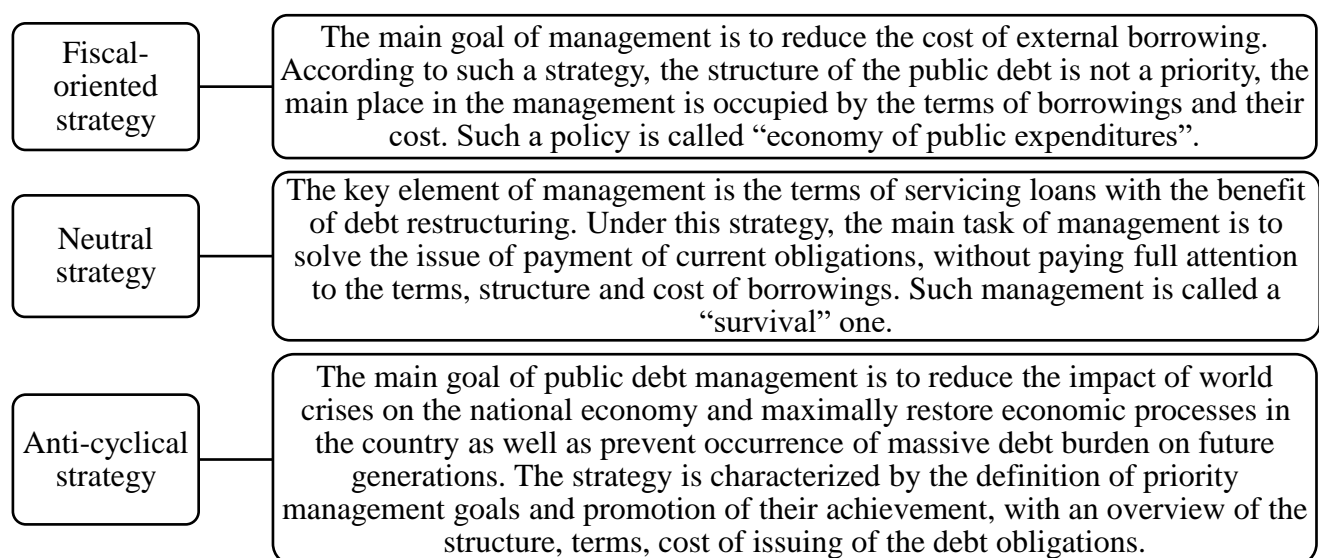 Fiscal-
oriented
strategy
The main goal of management is to reduce the cost of external borrowing.
According to such a strategy, the structure of the public debt is not a priority, the
main place in the management is occupied by the terms of borrowings and their
cost. Such a policy is called “economy of public expenditures”.
Neutral
strategy
The key element of management is the terms of servicing loans with the benefit
of debt restructuring. Under this strategy, the main task of management is to
solve the issue of payment of current obligations, without paying full attention
to the terms, structure and cost of borrowings. Such management is called a
“survival” one.
Anti-cyclical
strategy
The main goal of public debt management is to reduce the impact of world
crises on the national economy and maximally restore economic processes in
the country as well as prevent occurrence of massive debt burden on future
generations. The strategy is characterized by the definition of priority
management goals and promotion of their achievement, with an overview of the
structure, terms, cost of issuing of the debt obligations.